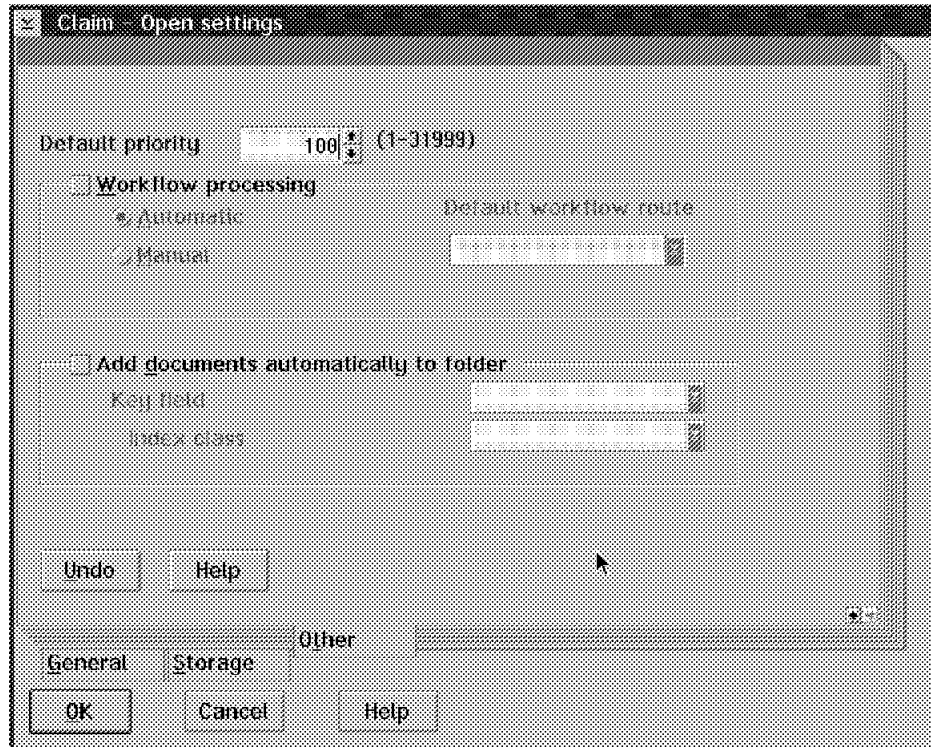 Claim - Open settings
Default priority 100 (1-31999)
Workflow processing
Automatic Default workflow route
Manual
Add documents automatically to folder
Key field
Index class
Undo Help
Other
General Storage
OK Cancel Help